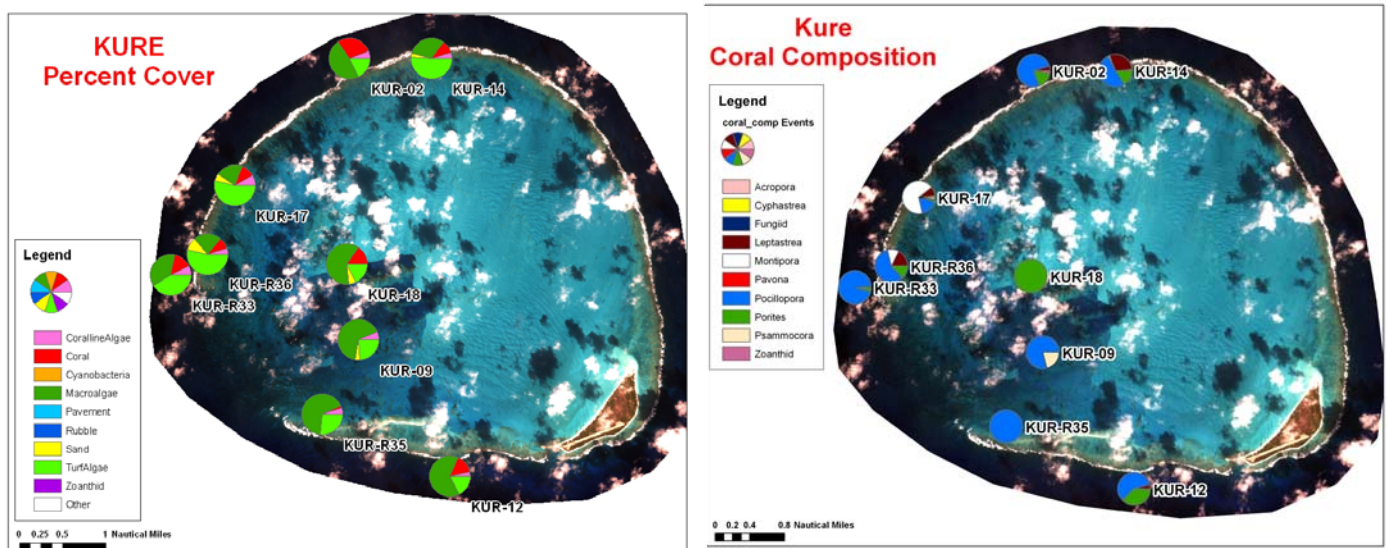 KURE
Percent Cover
KUR-02
KUR-14
KUR-17
KUR-R36
KUR-R33
KUR-18
KUR-09
KUR-R35
KUR-12
Legend
CorallineAlgae
Coral
Cyanobacteria
Macroalgae
Pavement
Rubble
Sand
TurfAlgae
Zoanthid
Other
0 0.25 0.5 1 Nautical Miles
Kure
Coral Composition
KUR-02
KUR-14
KUR-17
KUR-R36
KUR-R33
KUR-18
KUR-09
KUR-R35
KUR-12
Legend
coral_comp Events
Acropora
Cyphastrea
Fungiid
Leptastrea
Montipora
Pavona
Pocillopora
Porites
Psammocora
Zoanthid
0 0.2 0.4 0.8 Nautical Miles